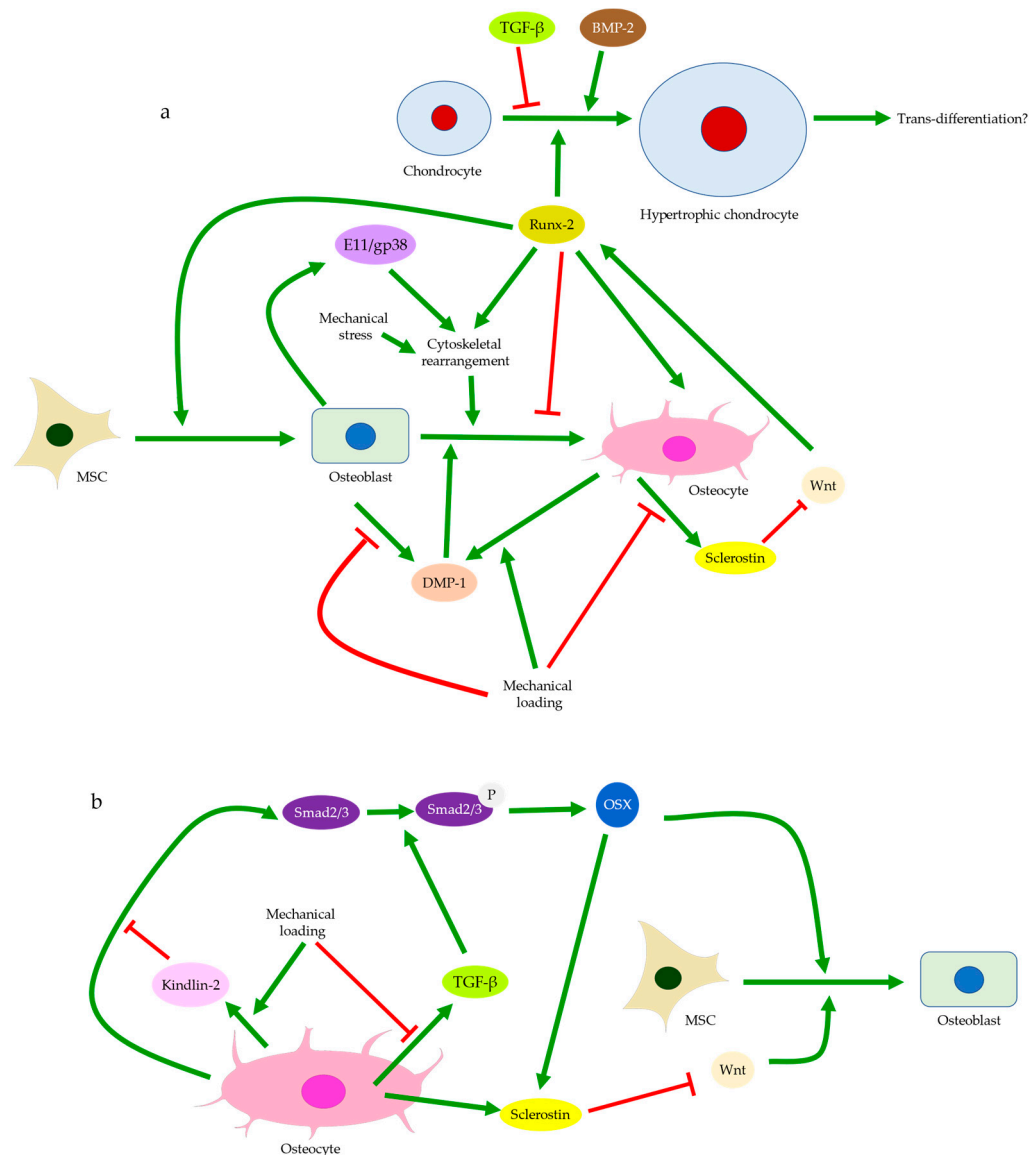 TGF-β
BMP-2
a
Trans-differentiation?
Chondrocyte
Hypertrophic chondrocyte
Runx-2
E11/gp38
Mechanical
stress
Cytoskeletal
rearrangement
MSC
Osteoblast
Osteocyte
Wnt
Sclerostin
DMP-1
Mechanical
loading
b
Smad2/3
Smad2/3
P
OSX
Mechanical
loading
Kindlin-2
TGF-β
MSC
Osteoblast
Wnt
Sclerostin
Osteocyte